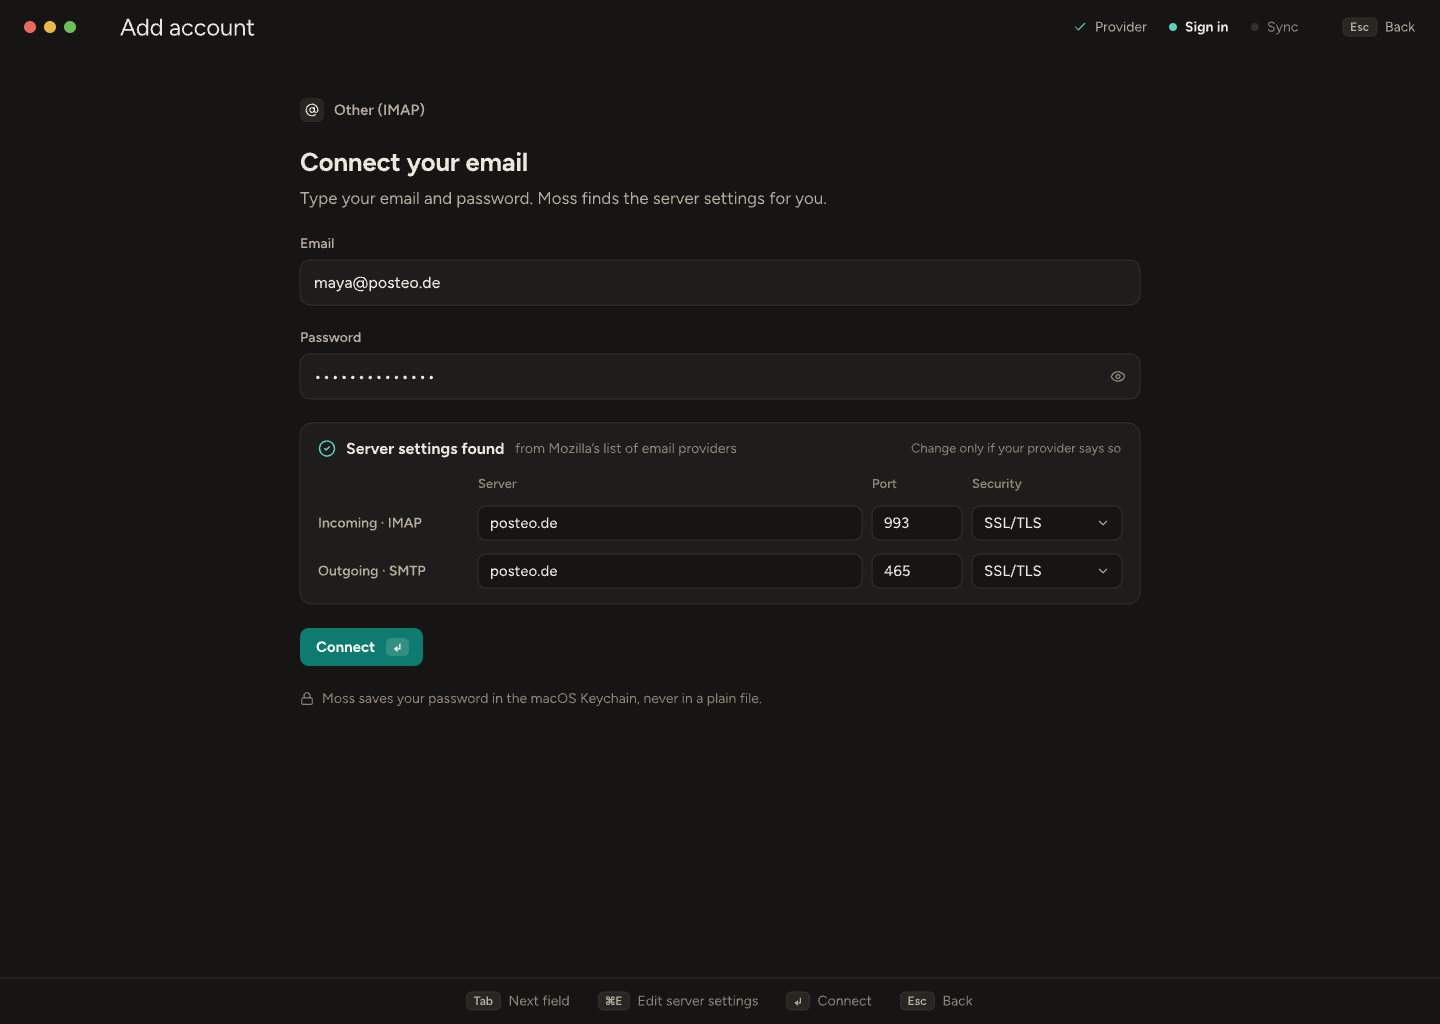 Add account
Provider
Sign in
Sync
Esc Back
@ Other (IMAP)
Connect your email
Type your email and password. Moss finds the server settings for you.
Email
maya@posteo.de
Password
••••••••••••••
Server settings found from Mozilla's list of email providers
Change only if your provider says so
Server Port Security
Incoming · IMAP posteo.de 993 SSL/TLS
Outgoing · SMTP posteo.de 465 SSL/TLS
Connect ↲
Moss saves your password in the macOS Keychain, never in a plain file.
Tab Next field ⌘E Edit server settings ↲ Connect Esc Back